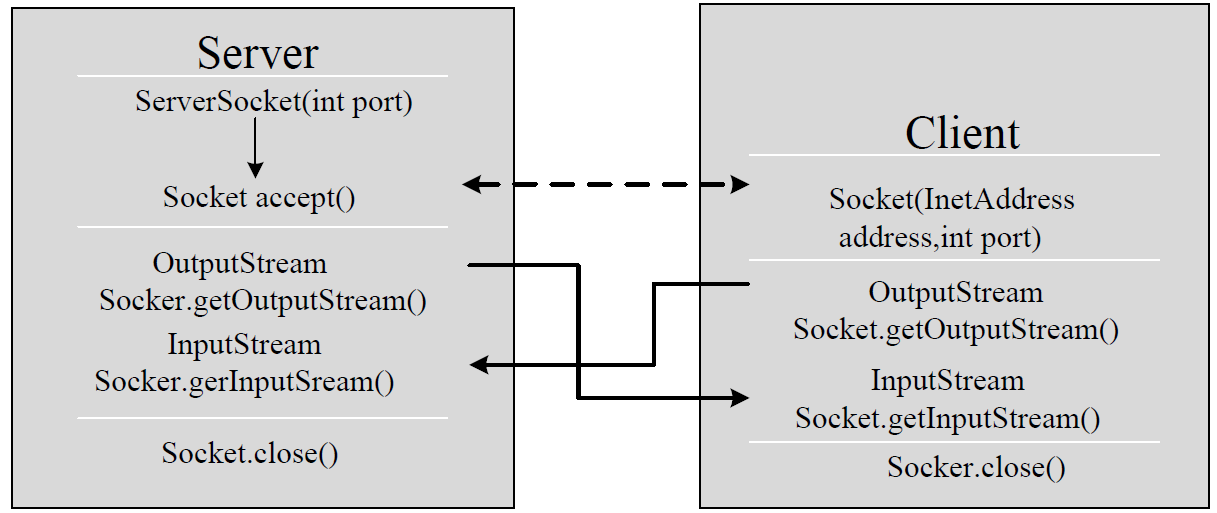 Server
ServerSocket(int port)
Socket accept()
OutputStream
Socker.getOutputStream()
InputStream
Socker.gerInputSream()
Socket.close()
Client
Socket(InetAddress
address,int port)
OutputStream
Socket.getOutputStream()
InputStream
Socket.getInputStream()
Socker.close()